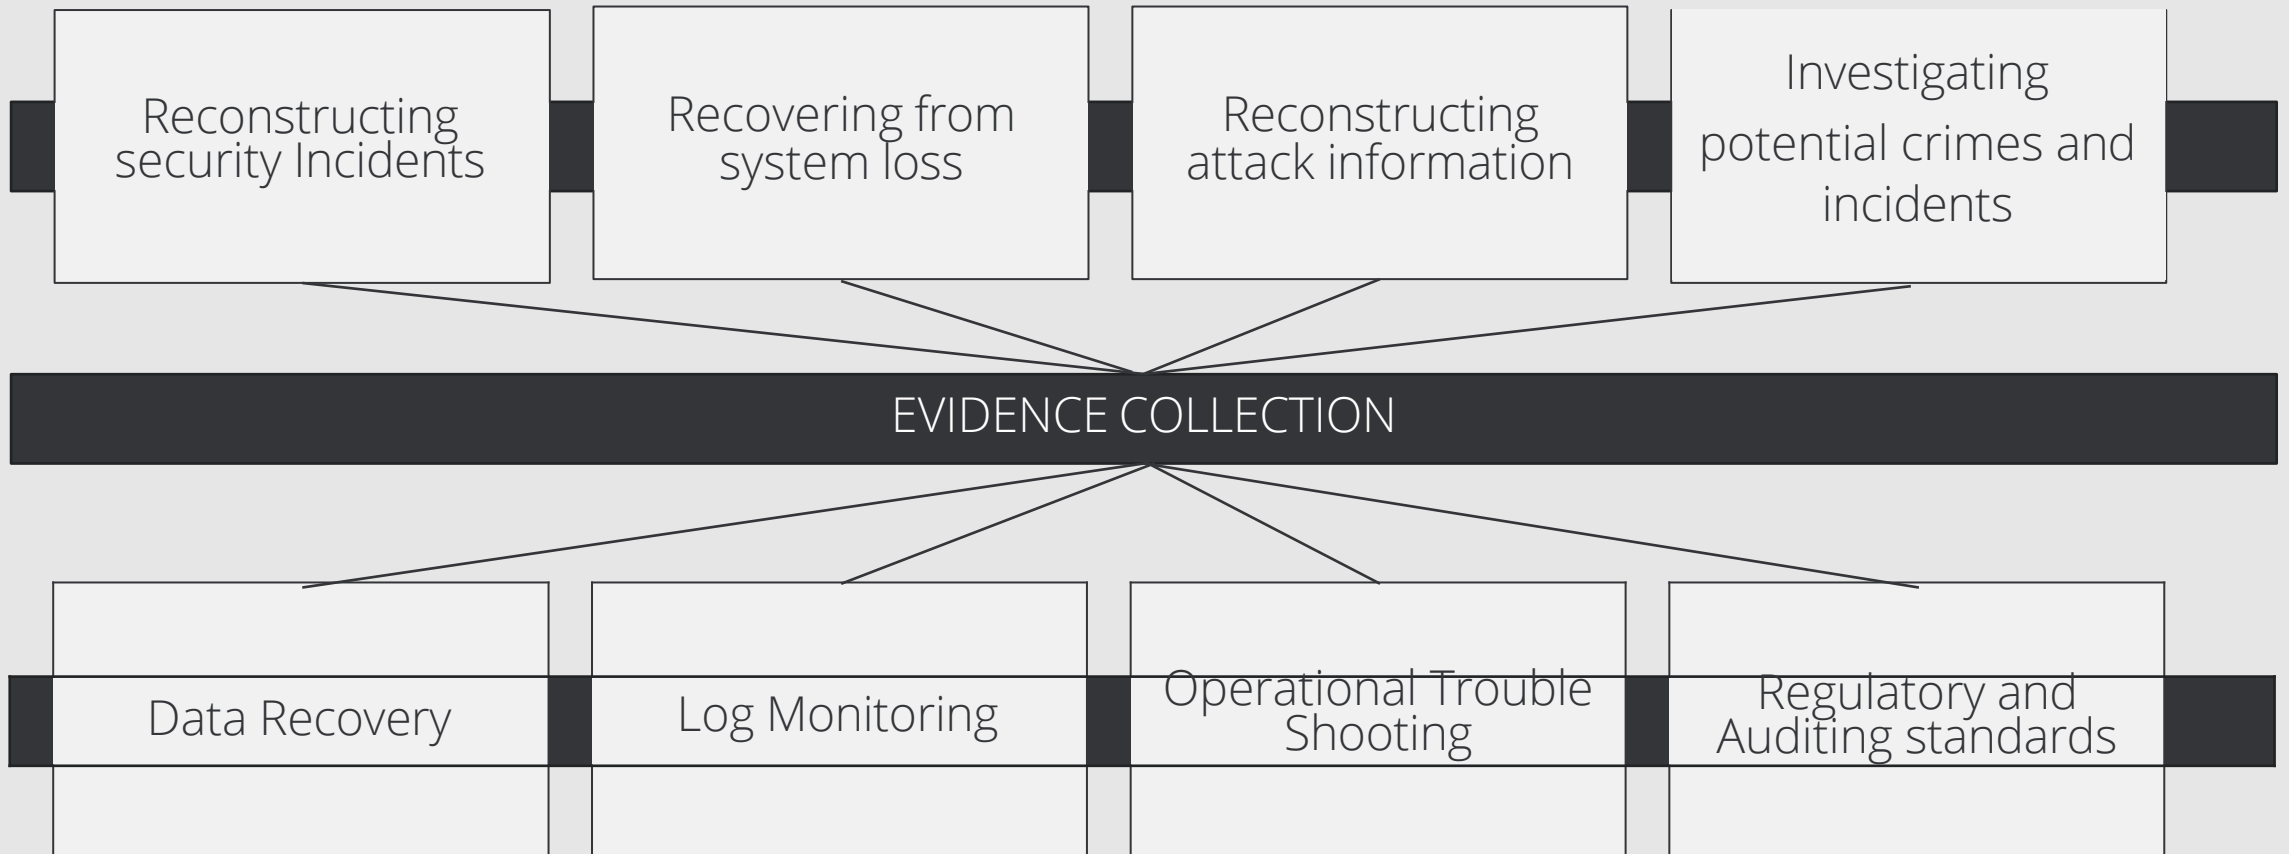 Reconstructing
security Incidents
Recovering from
system loss
Reconstructing
attack information
Investigating
potential crimes and
incidents
EVIDENCE COLLECTION
Data Recovery
Log Monitoring
Operational Trouble
Shooting
Regulatory and
Auditing standards